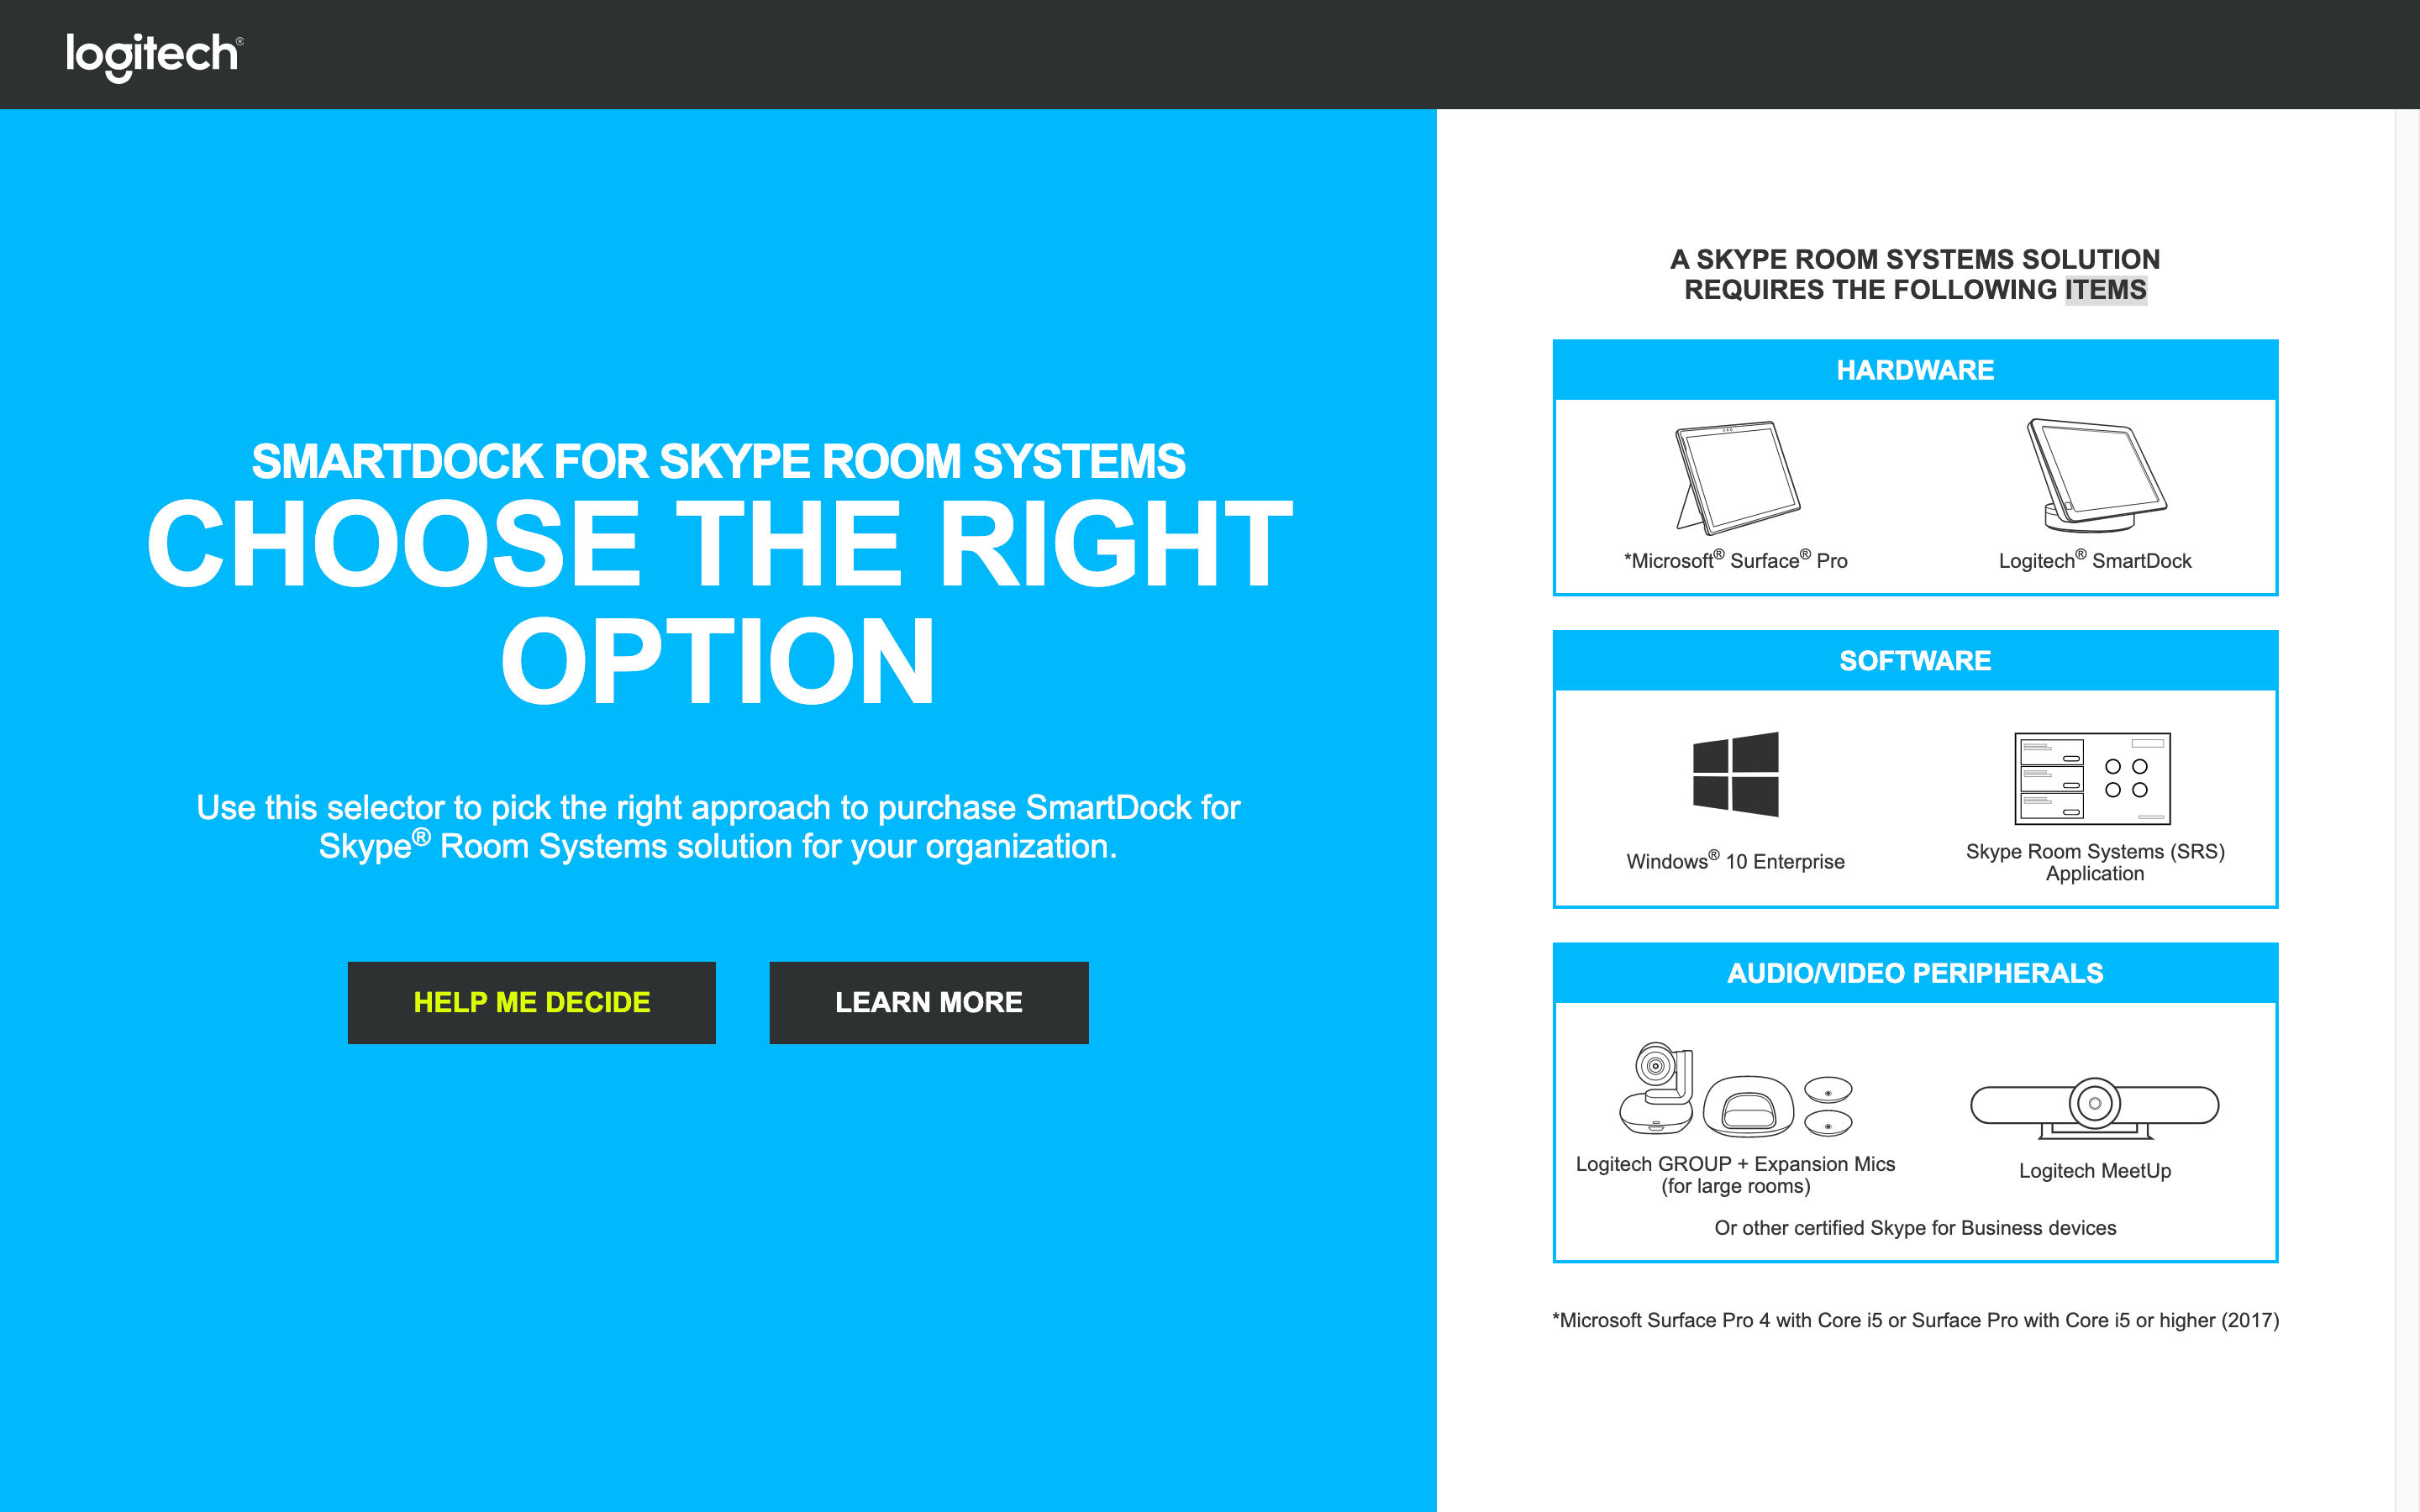 logitech®
SMARTDOCK FOR SKYPE ROOM SYSTEMS
CHOOSE THE RIGHT
OPTION
Use this selector to pick the right approach to purchase SmartDock for
Skype® Room Systems solution for your organization.
HELP ME DECIDE
LEARN MORE
A SKYPE ROOM SYSTEMS SOLUTION
REQUIRES THE FOLLOWING ITEMS
HARDWARE
*Microsoft® Surface® Pro
Logitech® SmartDock
SOFTWARE
Windows® 10 Enterprise
Skype Room Systems (SRS)
Application
AUDIO/VIDEO PERIPHERALS
Logitech GROUP + Expansion Mics
(for large rooms)
Logitech MeetUp
Or other certified Skype for Business devices
*Microsoft Surface Pro 4 with Core i5 or Surface Pro with Core i5 or higher (2017)